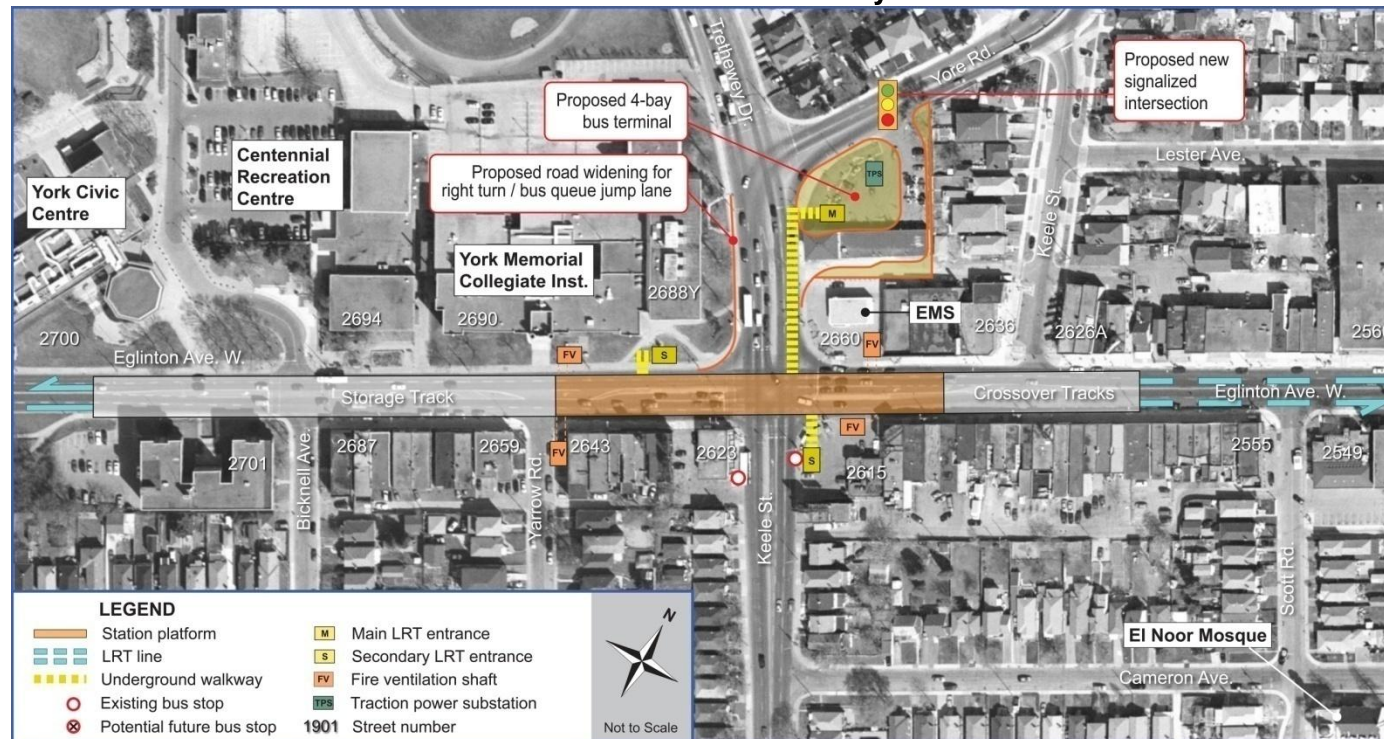 Trethewey Dr.
Yore Rd.
Proposed new
signalized
intersection
Proposed 4-bay
bus terminal
Proposed road widening for
right turn / bus queue jump lane
Centennial
Recreation
Centre
York Civic
Centre
York Memorial
Collegiate Inst.
TPS
M
Lester Ave.
Keele St.
2700
2694
2690
2688Y
EMS
2660
2636
2626A
2560
Eglinton Ave. W.
FV
S
FV
Storage Track
Crossover Tracks
Eglinton Ave. W.
2701
Bicknell Ave.
2687
2659
Yarrow Rd.
FV
2643
2623
Keele St.
S
FV
2615
2555
2549
Scott Rd.
El Noor Mosque
Cameron Ave.
LEGEND
Station platform
LRT line
Underground walkway
Existing bus stop
Potential future bus stop
M Main LRT entrance
S Secondary LRT entrance
FV Fire ventilation shaft
TPS Traction power substation
1901 Street number
N
Not to Scale